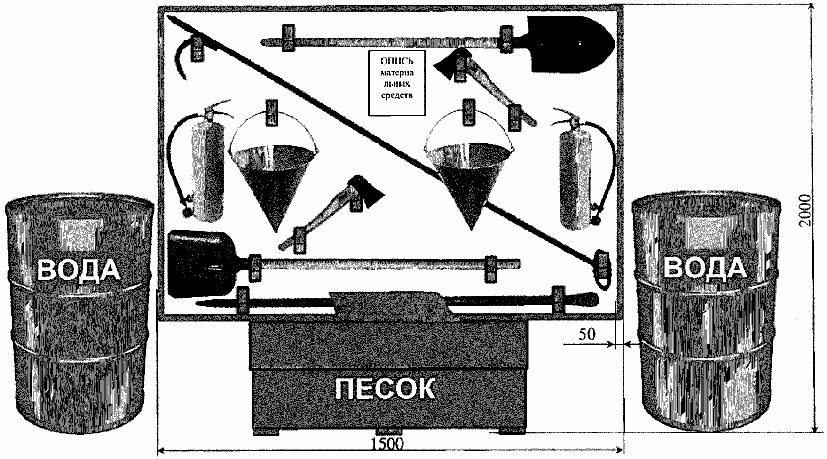 ОПИСЬ
материа
льных
средств
ВОДА
ВОДА
2000
50
ПЕСОК
1500